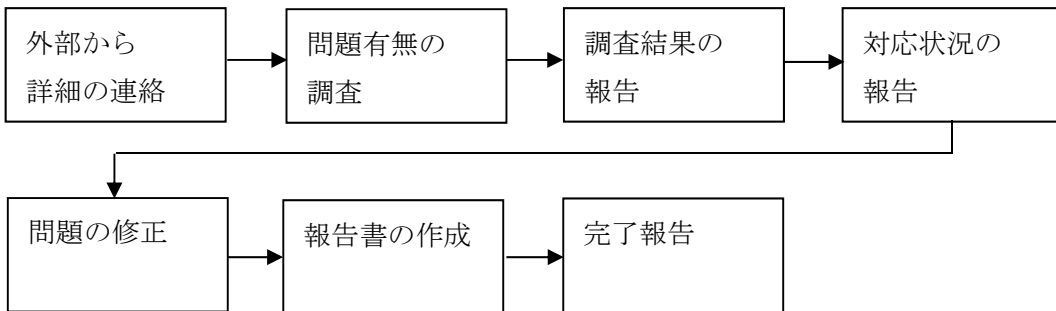 外部から
詳細の連絡
問題有無の
調査
調査結果の
報告
対応状況の
報告
問題の修正
報告書の作成
完了報告